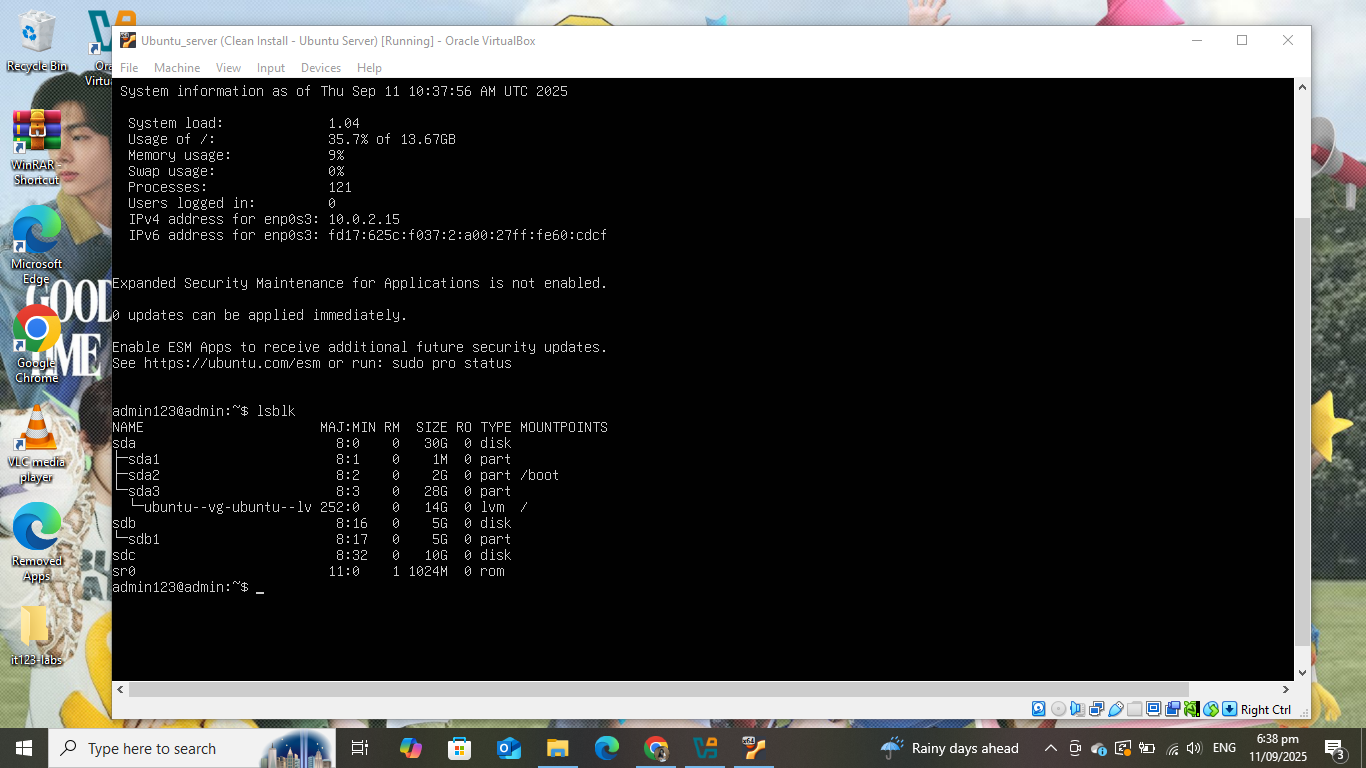 Recycle Bin
Ora
Virtu
WinRAR -
Shortcut
Microsoft
Edge
GOOD
TIME
Google
Chrome
VLC media
player
Removed
Apps
it123-labs
Ubuntu_server (Clean Install - Ubuntu Server) [Running] - Oracle VirtualBox
File Machine View Input Devices Help
System information as of Thu Sep 11 10:37:56 AM UTC 2025
System load: 1.04
Usage of /: 35.7% of 13.67GB
Memory usage: 9%
Swap usage: 0%
Processes: 121
Users logged in: 0
IPv4 address for enp0s3: 10.0.2.15
IPv6 address for enp0s3: fd17:625c:f037:2:a00:27ff:fe60:cdcf
Expanded Security Maintenance for Applications is not enabled.
0 updates can be applied immediately.
Enable ESM Apps to receive additional future security updates.
See https://ubuntu.com/esm or run: sudo pro status
admin123@admin:~$ lsblk
NAME MAJ:MIN RM SIZE RO TYPE MOUNTPOINTS
sda 8:0 0 30G 0 disk
├─sda1 8:1 0 1M 0 part
├─sda2 8:2 0 2G 0 part /boot
└─sda3 8:3 0 28G 0 part
└─ubuntu--vg-ubuntu--lv 252:0 0 14G 0 lvm /
sdb 8:16 0 5G 0 disk
└─sdb1 8:17 0 5G 0 part
sdc 8:32 0 10G 0 disk
sr0 11:0 1 1024M 0 rom
admin123@admin:~$ _
Right Ctrl
Type here to search
x64
Rainy days ahead
ENG
6:38 pm
11/09/2025
3